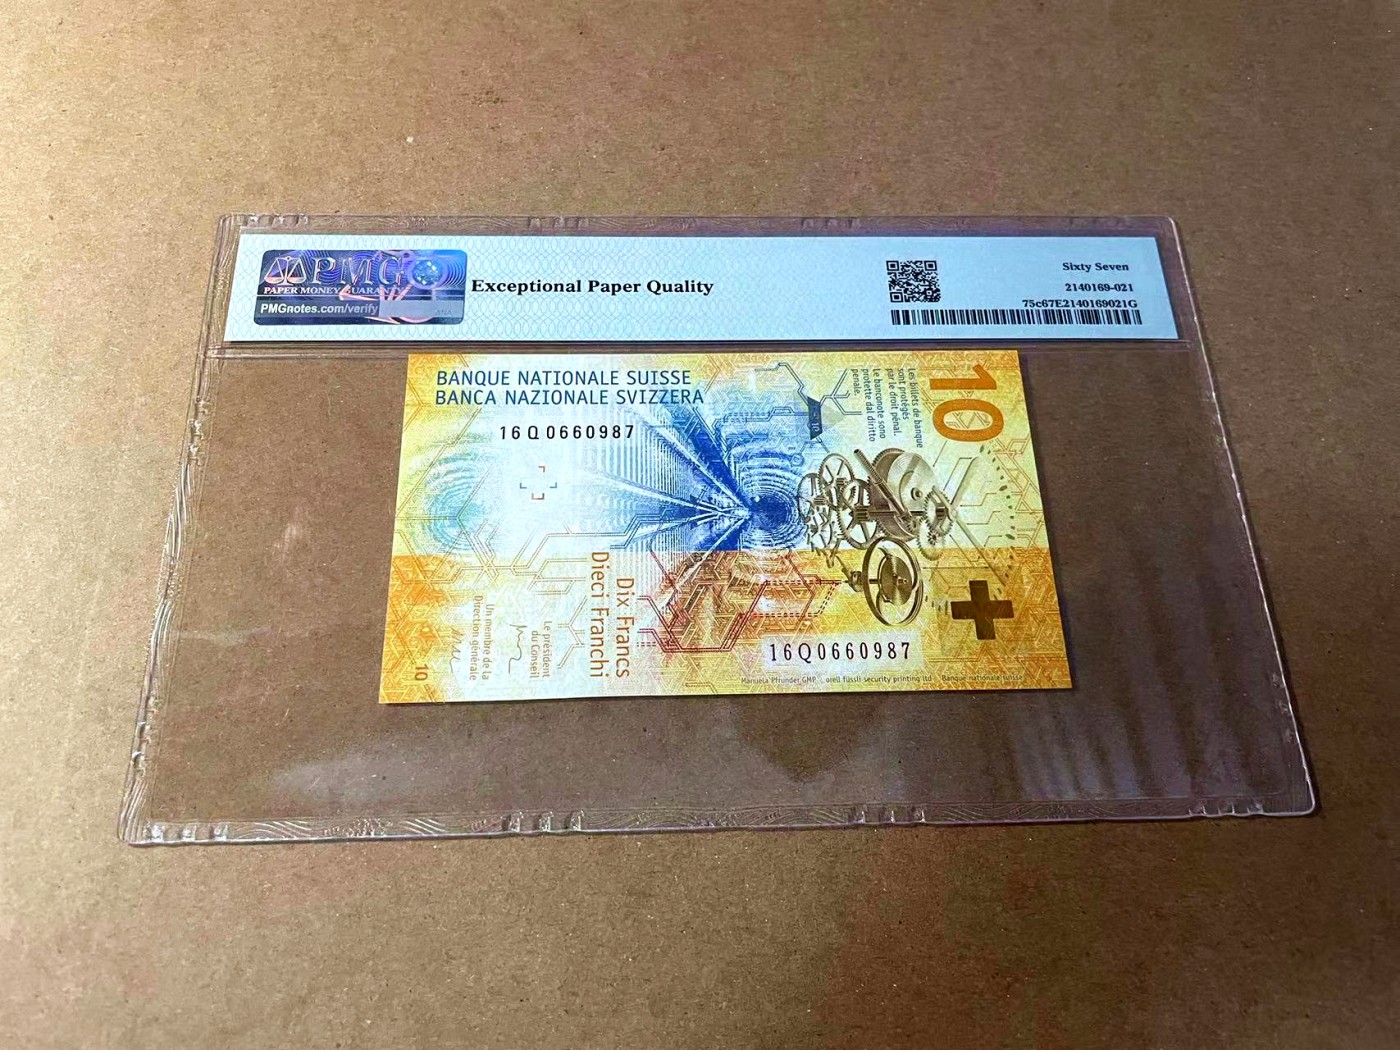 PMG
PAPER MONEY GUARANTY
PMGnotes.com/verify
Exceptional Paper Quality
Sixty Seven
2140169-021
75c67E2140169021G
BANQUE NATIONALE SUISSE
BANCA NAZIONALE SVIZZERA
16Q0660987
10
Les billets de banque
sont protégés
par le droit pénal.
Le banconote sono
protette dal diritto
penale.
Dix Francs
Dieci Franchi
Le président
du Conseil
Un membre de la
Direction générale
10
16Q0660987
Manuela Pfrunder GMP orell füssli security printing ltd Banque nationale suisse